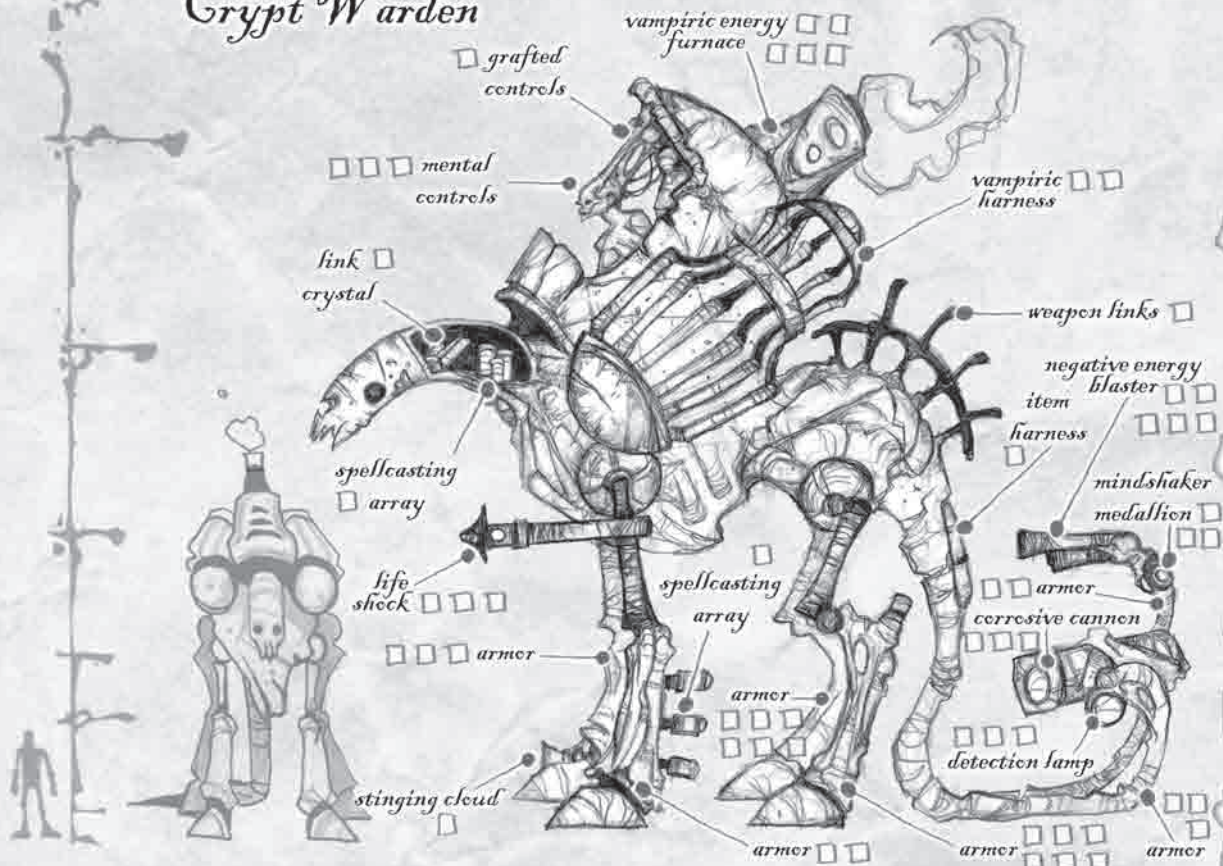 Crypt Warden
vampiric energy
furnace
grafted
controls
mental
controls
vampiric
harness
link
crystal
weapon links
negative energy
blaster
item
harness
spellcasting
array
mindshaker
medallion
life
shock
spellcasting
array
armor
corrosive cannon
armor
armor
detection lamp
stinging cloud
armor
armor
armor